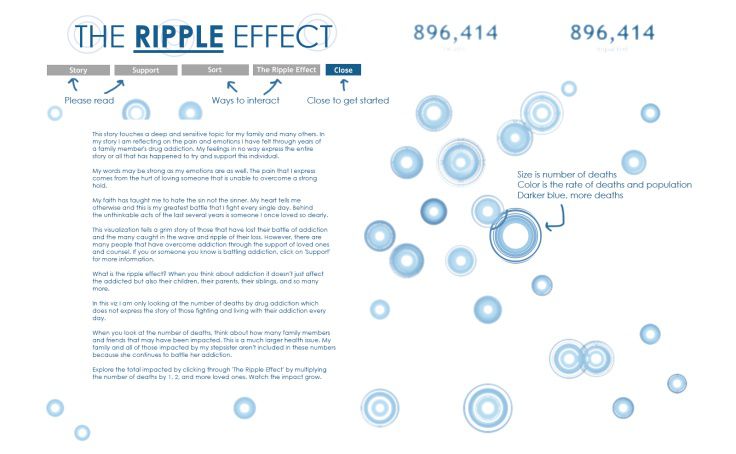 THE RIPPLE EFFECT
896,414
896,414
Story
Support
Sort
The Ripple Effect
Close
Please read
Ways to interact
Close to get started
This story touches a deep and sensitive topic for my family and many others. In
my story I am reflecting on the pain and emotions I have felt through years of
a family member's drug addiction. My feelings in no way express the entire
story or all that has happened to try and support this individual.
My words may be strong as my emotions are as well. The pain that I express
comes from the hurt of loving someone that is unable to overcome a strong
hold.
My faith has taught me to hate the sin not the sinner. My heart tells me
otherwise and this is my greatest battle that I fight every single day. Behind
the unthinkable acts of the last several years is someone I once loved so dearly.
This visualization tells a grim story of those that have lost their battle of addiction
and the many caught in the wave and ripple of their loss. However, there are
many people that have overcome addiction through the support of loved ones
and counsel. If you or someone you know is battling addiction, click on 'Support'
for more information.
What is the ripple effect? When you think about addiction it doesn't just affect
the addicted but also their children, their parents, their siblings, and so many
more.
In this viz I am only looking at the number of deaths by drug addiction which
does not express the story of those fighting and living with their addiction every
day.
When you look at the number of deaths, think about how many family members
and friends that may have been impacted. This is a much larger health issue. My
family and all of those impacted by my stepsister aren't included in these numbers
because she continues to battle her addiction.
Explore the total impacted by clicking through 'The Ripple Effect' by multiplying
the number of deaths by 1, 2, and more loved ones. Watch the impact grow.
Size is number of deaths
Color is the rate of deaths and population
Darker blue, more deaths